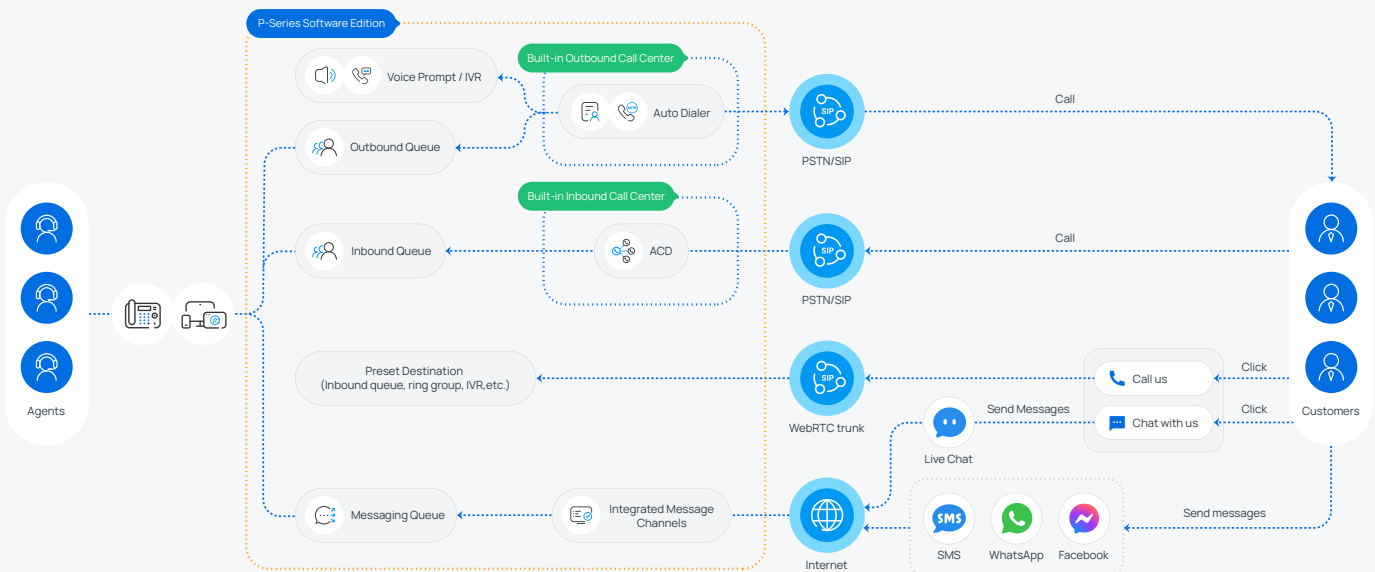 P-Series Software Edition
Built-in Outbound Call Center
Voice Prompt / IVR
Auto Dialer
Outbound Queue
SIP
PSTN/SIP
Call
Built-in Inbound Call Center
Inbound Queue
ACD
SIP
PSTN/SIP
Call
Agents
Preset Destination
(Inbound queue, ring group, IVR,etc.)
SIP
WebRTC trunk
Call us
Click
Send Messages
Chat with us
Click
Customers
Live Chat
Messaging Queue
Integrated Message
Channels
Internet
SMS
SMS
WhatsApp
Facebook
Send messages